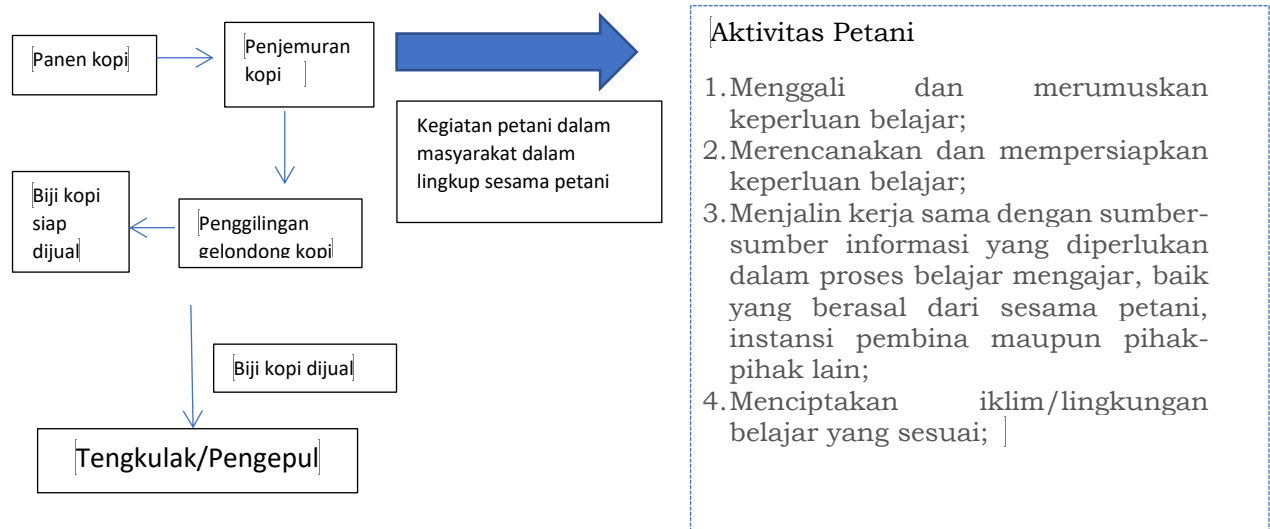 Panen kopi
Penjemuran
kopi
Kegiatan petani dalam
masyarakat dalam
lingkup sesama petani
Biji kopi
siap
dijual
Penggilingan
gelondong kopi
Biji kopi dijual
Tengkulak/Pengepul
Aktivitas Petani
1. Menggali dan merumuskan
keperluan belajar;
2. Merencanakan dan mempersiapkan
keperluan belajar;
3. Menjalin kerja sama dengan sumber-
sumber informasi yang diperlukan
dalam proses belajar mengajar, baik
yang berasal dari sesama petani,
instansi pembina maupun pihak-
pihak lain;
4. Menciptakan iklim/lingkungan
belajar yang sesuai;